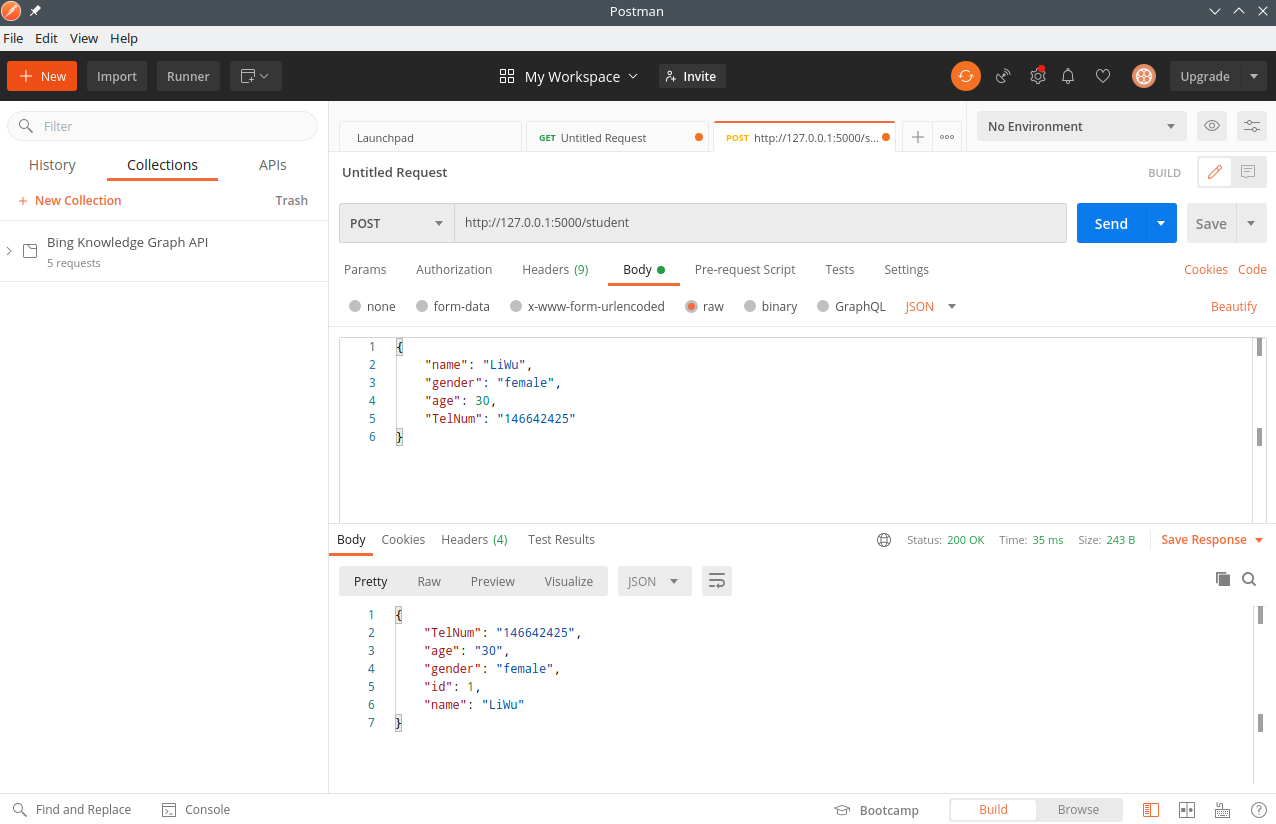 Postman
File Edit View Help
+ New Import Runner My Workspace Invite Upgrade
Filter
History Collections APIs
+ New Collection Trash
Bing Knowledge Graph API
5 requests
Launchpad GET Untitled Request POST http://127.0.0.1:5000/s... + ooo No Environment
Untitled Request BUILD
POST http://127.0.0.1:5000/student Send Save
Params Authorization Headers (9) Body Pre-request Script Tests Settings Cookies Code
none form-data x-www-form-urlencoded raw binary GraphQL JSON Beautify
1 {
2 "name": "LiWu",
3 "gender": "female",
4 "age": 30,
5 "TelNum": "146642425"
6 }
Body Cookies Headers (4) Test Results Status: 200 OK Time: 35 ms Size: 243 B Save Response
Pretty Raw Preview Visualize JSON
1 {
2 "TelNum": "146642425",
3 "age": "30",
4 "gender": "female",
5 "id": 1,
6 "name": "LiWu"
7 }
Find and Replace Console Bootcamp Build Browse ?